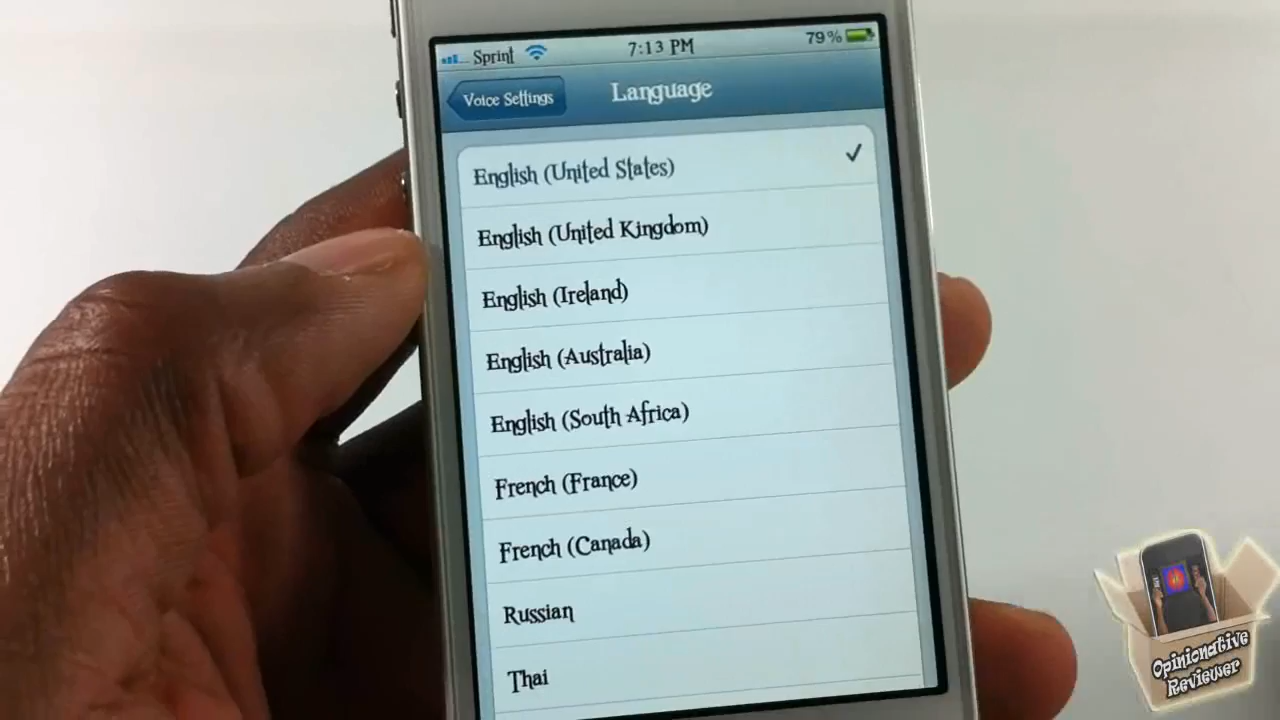 Sprint 7:13 PM 79%
Voice Settings Language
English (United States)
English (United Kingdom)
English (Ireland)
English (Australia)
English (South Africa)
French (France)
French (Canada)
Russian
Thai
Opinionative
Reviewer